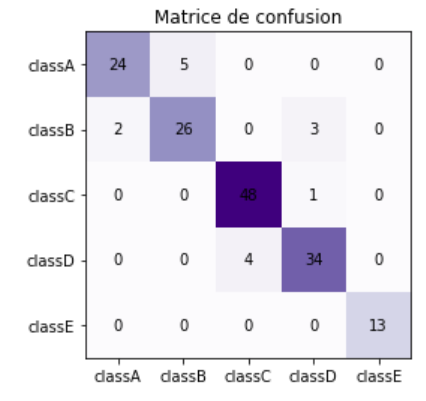 Matrice de confusion
classA 24 5 0 0 0
classB 2 26 0 3 0
classC 0 0 48 1 0
classD 0 0 4 34 0
classE 0 0 0 0 13
classA classB classC classD classE